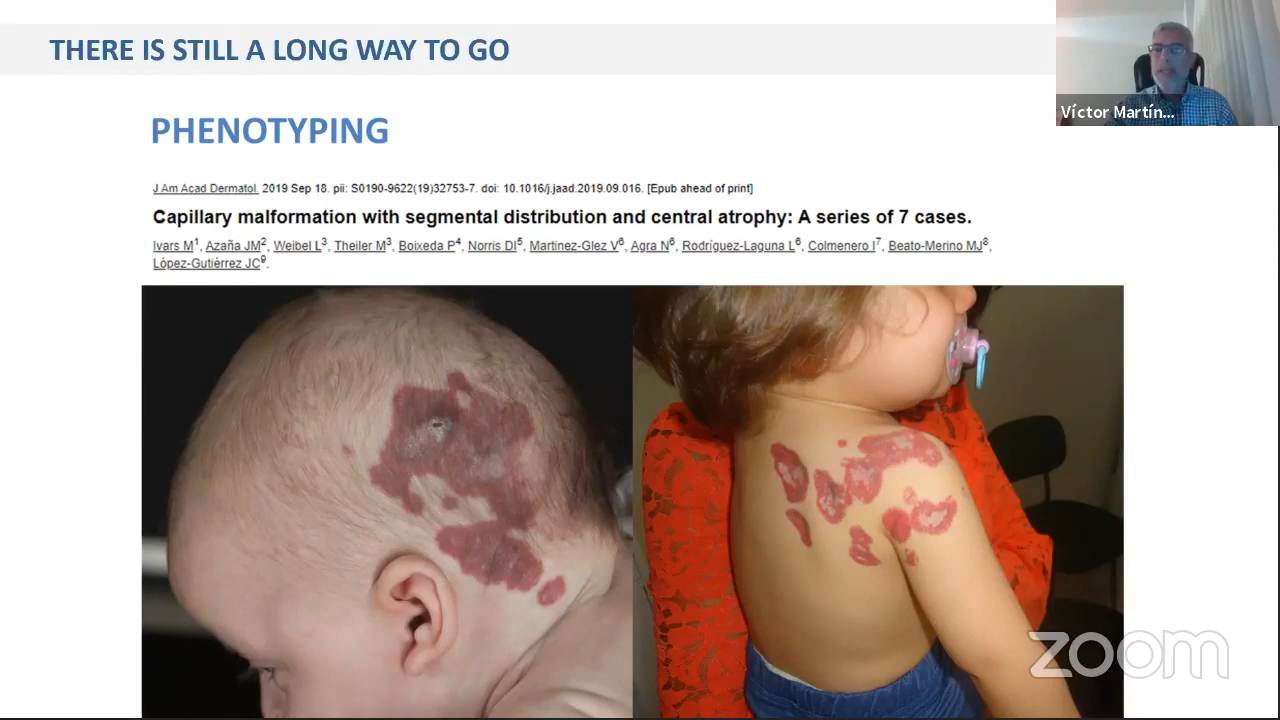 THERE IS STILL A LONG WAY TO GO
Víctor Martín...
PHENOTYPING
J Am Acad Dermatol. 2019 Sep 18. pii: S0190-9622(19)32753-7. doi: 10.1016/j.jaad.2019.09.016. [Epub ahead of print]
Capillary malformation with segmental distribution and central atrophy: A series of 7 cases.
Ivars M1, Azaña JM2, Weibel L3, Theiler M3, Boixeda P4, Norris DI5, Martinez-Glez V6, Agra N6, Rodríguez-Laguna L6, Colmenero I7, Beato-Merino MJ8,
López-Gutiérrez JC9.
zoom